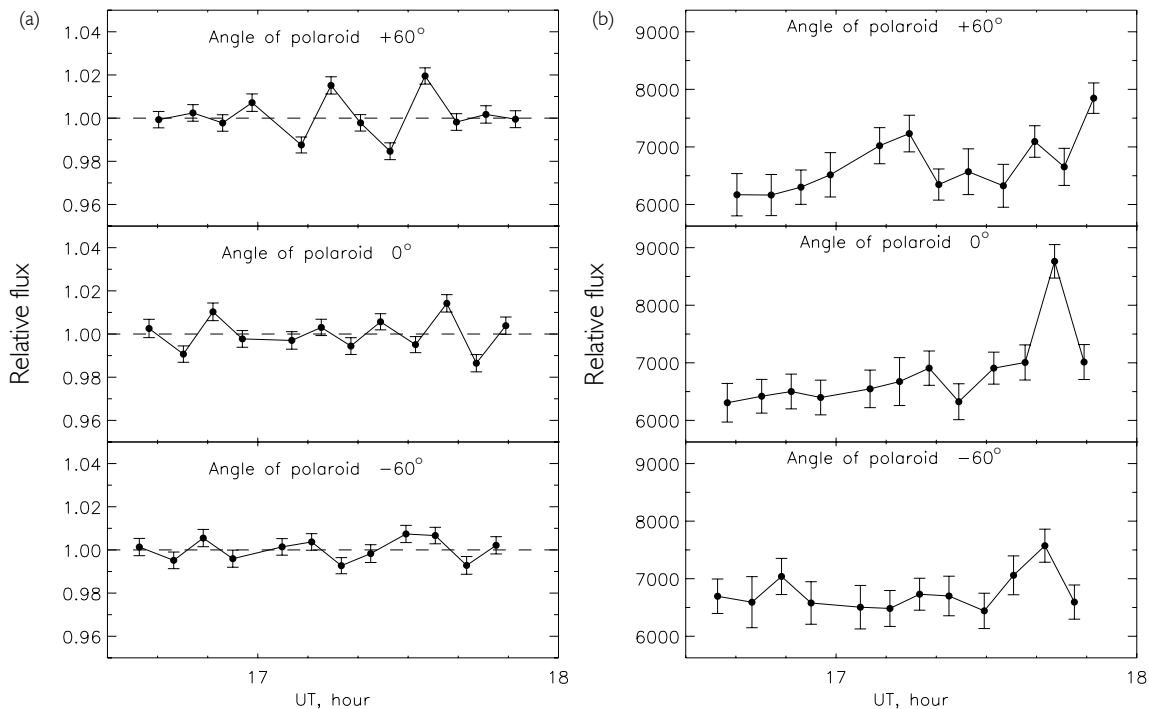 (a)
Relative flux
Angle of polaroid +60°
1.04
1.02
1.00
0.98
0.96
Angle of polaroid 0°
1.04
1.02
1.00
0.98
0.96
Angle of polaroid −60°
1.04
1.02
1.00
0.98
0.96
17
18
UT, hour
(b)
Relative flux
Angle of polaroid +60°
9000
8000
7000
6000
Angle of polaroid 0°
9000
8000
7000
6000
Angle of polaroid −60°
9000
8000
7000
6000
17
18
UT, hour